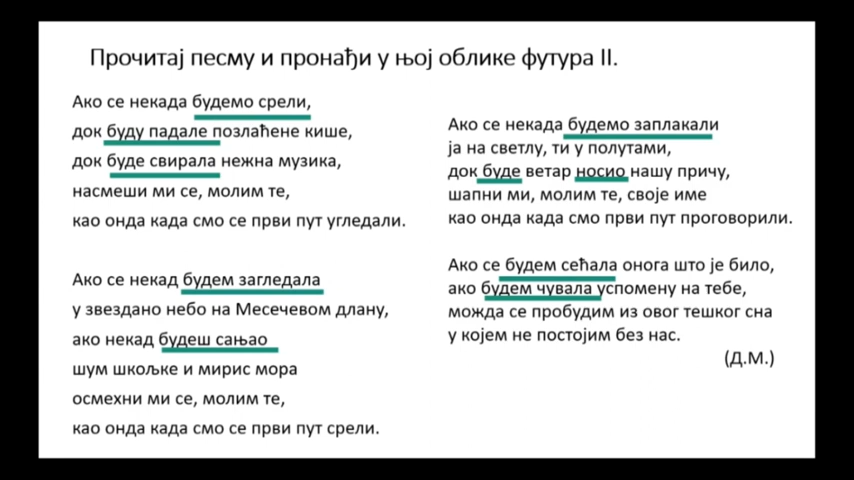 Прочитај песму и пронађи у њој облике футура II.
Ако се некада будемо срели,
док буду падале позлаћене кише,
док буде свирала нежна музика,
насмеши ми се, молим те,
као онда када смо се први пут угледали.
Ако се некад будем загледала
у звездано небо на Месечевом длану,
ако некад будеш сањао
шум шкољке и мирис мора
осмехни ми се, молим те,
као онда када смо се први пут срели.
Ако се некада будемо заплакали
ја на светлу, ти у полутами,
док буде ветар носио нашу причу,
шапни ми, молим те, своје име
као онда када смо први пут проговорили.
Ако се будем сећала онога што је било,
ако будем чувала успомену на тебе,
можда се пробудим из овог тешког сна
у којем не постојим без нас.
(Д.М.)